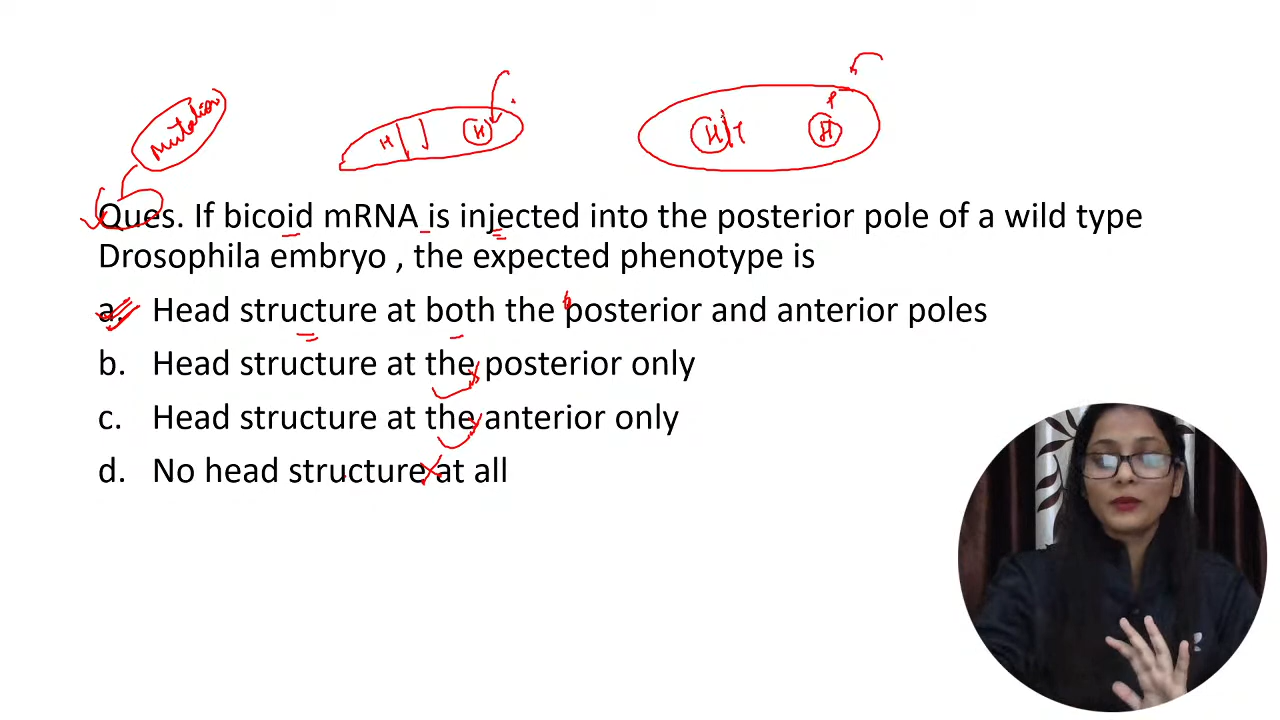 Mutation
H J H
H T P H
Ques. If bicoid mRNA is injected into the posterior pole of a wild type
Drosophila embryo , the expected phenotype is
a. Head structure at both the posterior and anterior poles
b. Head structure at the posterior only
c. Head structure at the anterior only
d. No head structure at all